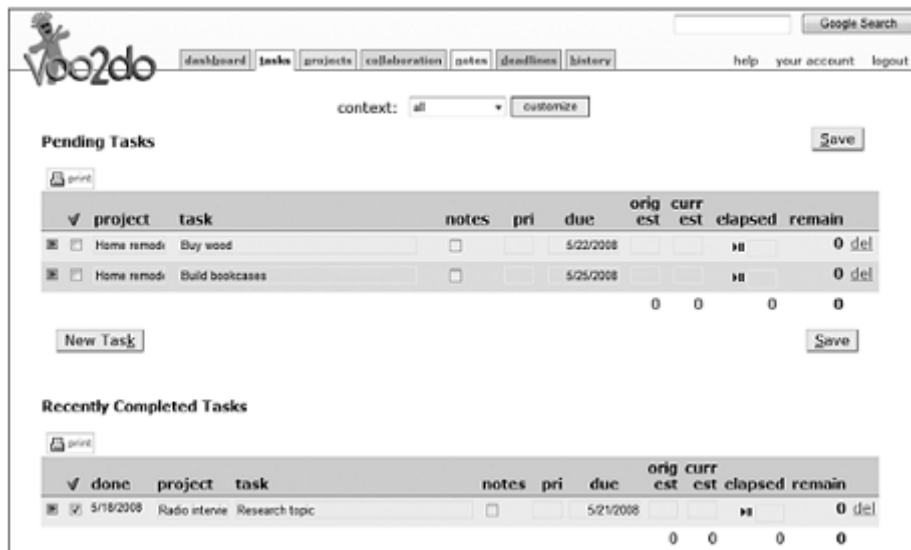 Google Search
Voo2do
dashboard tasks projects collaboration notes deadlines history help your account logout
context: all customize
Pending Tasks Save
print
project task notes pri due orig est curr est elapsed remain
Home remode Buy wood 5/22/2008 0 del
Home remode Build bookcases 5/25/2008 0 del
0 0 0 0
New Task Save
Recently Completed Tasks
print
done project task notes pri due orig est curr est elapsed remain
5/18/2008 Radio intervie Research topic 5/21/2008 0 del
0 0 0 0